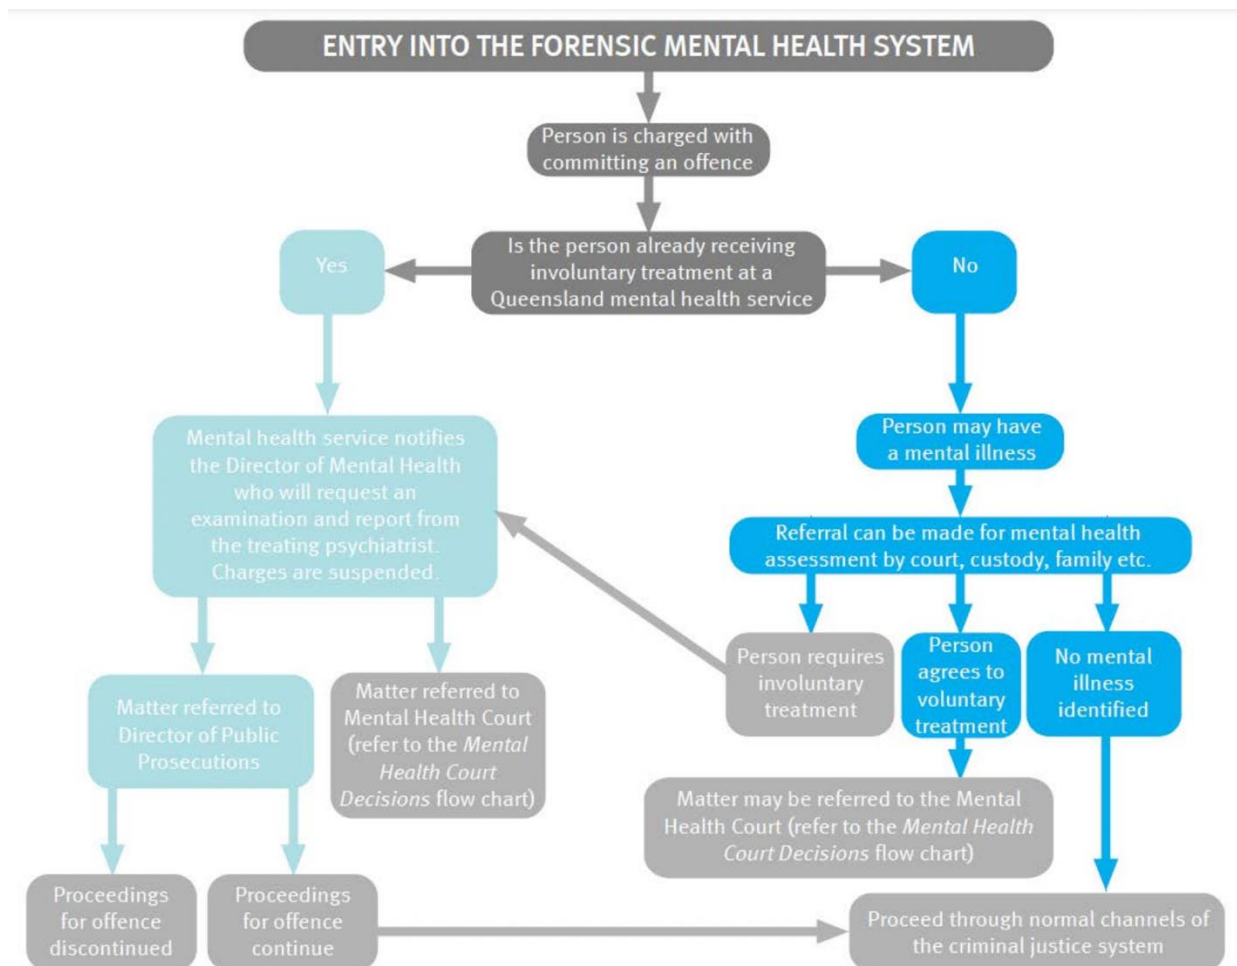 ENTRY INTO THE FORENSIC MENTAL HEALTH SYSTEM
Person is charged with
committing an offence
Is the person already receiving
involuntary treatment at a
Queensland mental health service
Yes
No
Mental health service notifies
the Director of Mental Health
who will request an
examination and report from
the treating psychiatrist.
Charges are suspended.
Person may have
a mental illness
Referral can be made for mental health
assessment by court, custody, family etc.
Matter referred to
Director of Public
Prosecutions
Matter referred to
Mental Health Court
(refer to the Mental
Health Court
Decisions flow chart)
Person requires
involuntary
treatment
Person
agrees to
voluntary
treatment
No mental
illness
identified
Matter may be referred to the Mental
Health Court (refer to the Mental Health
Court Decisions flow chart)
Proceedings
for offence
discontinued
Proceedings
for offence
continue
Proceed through normal channels of
the criminal justice system